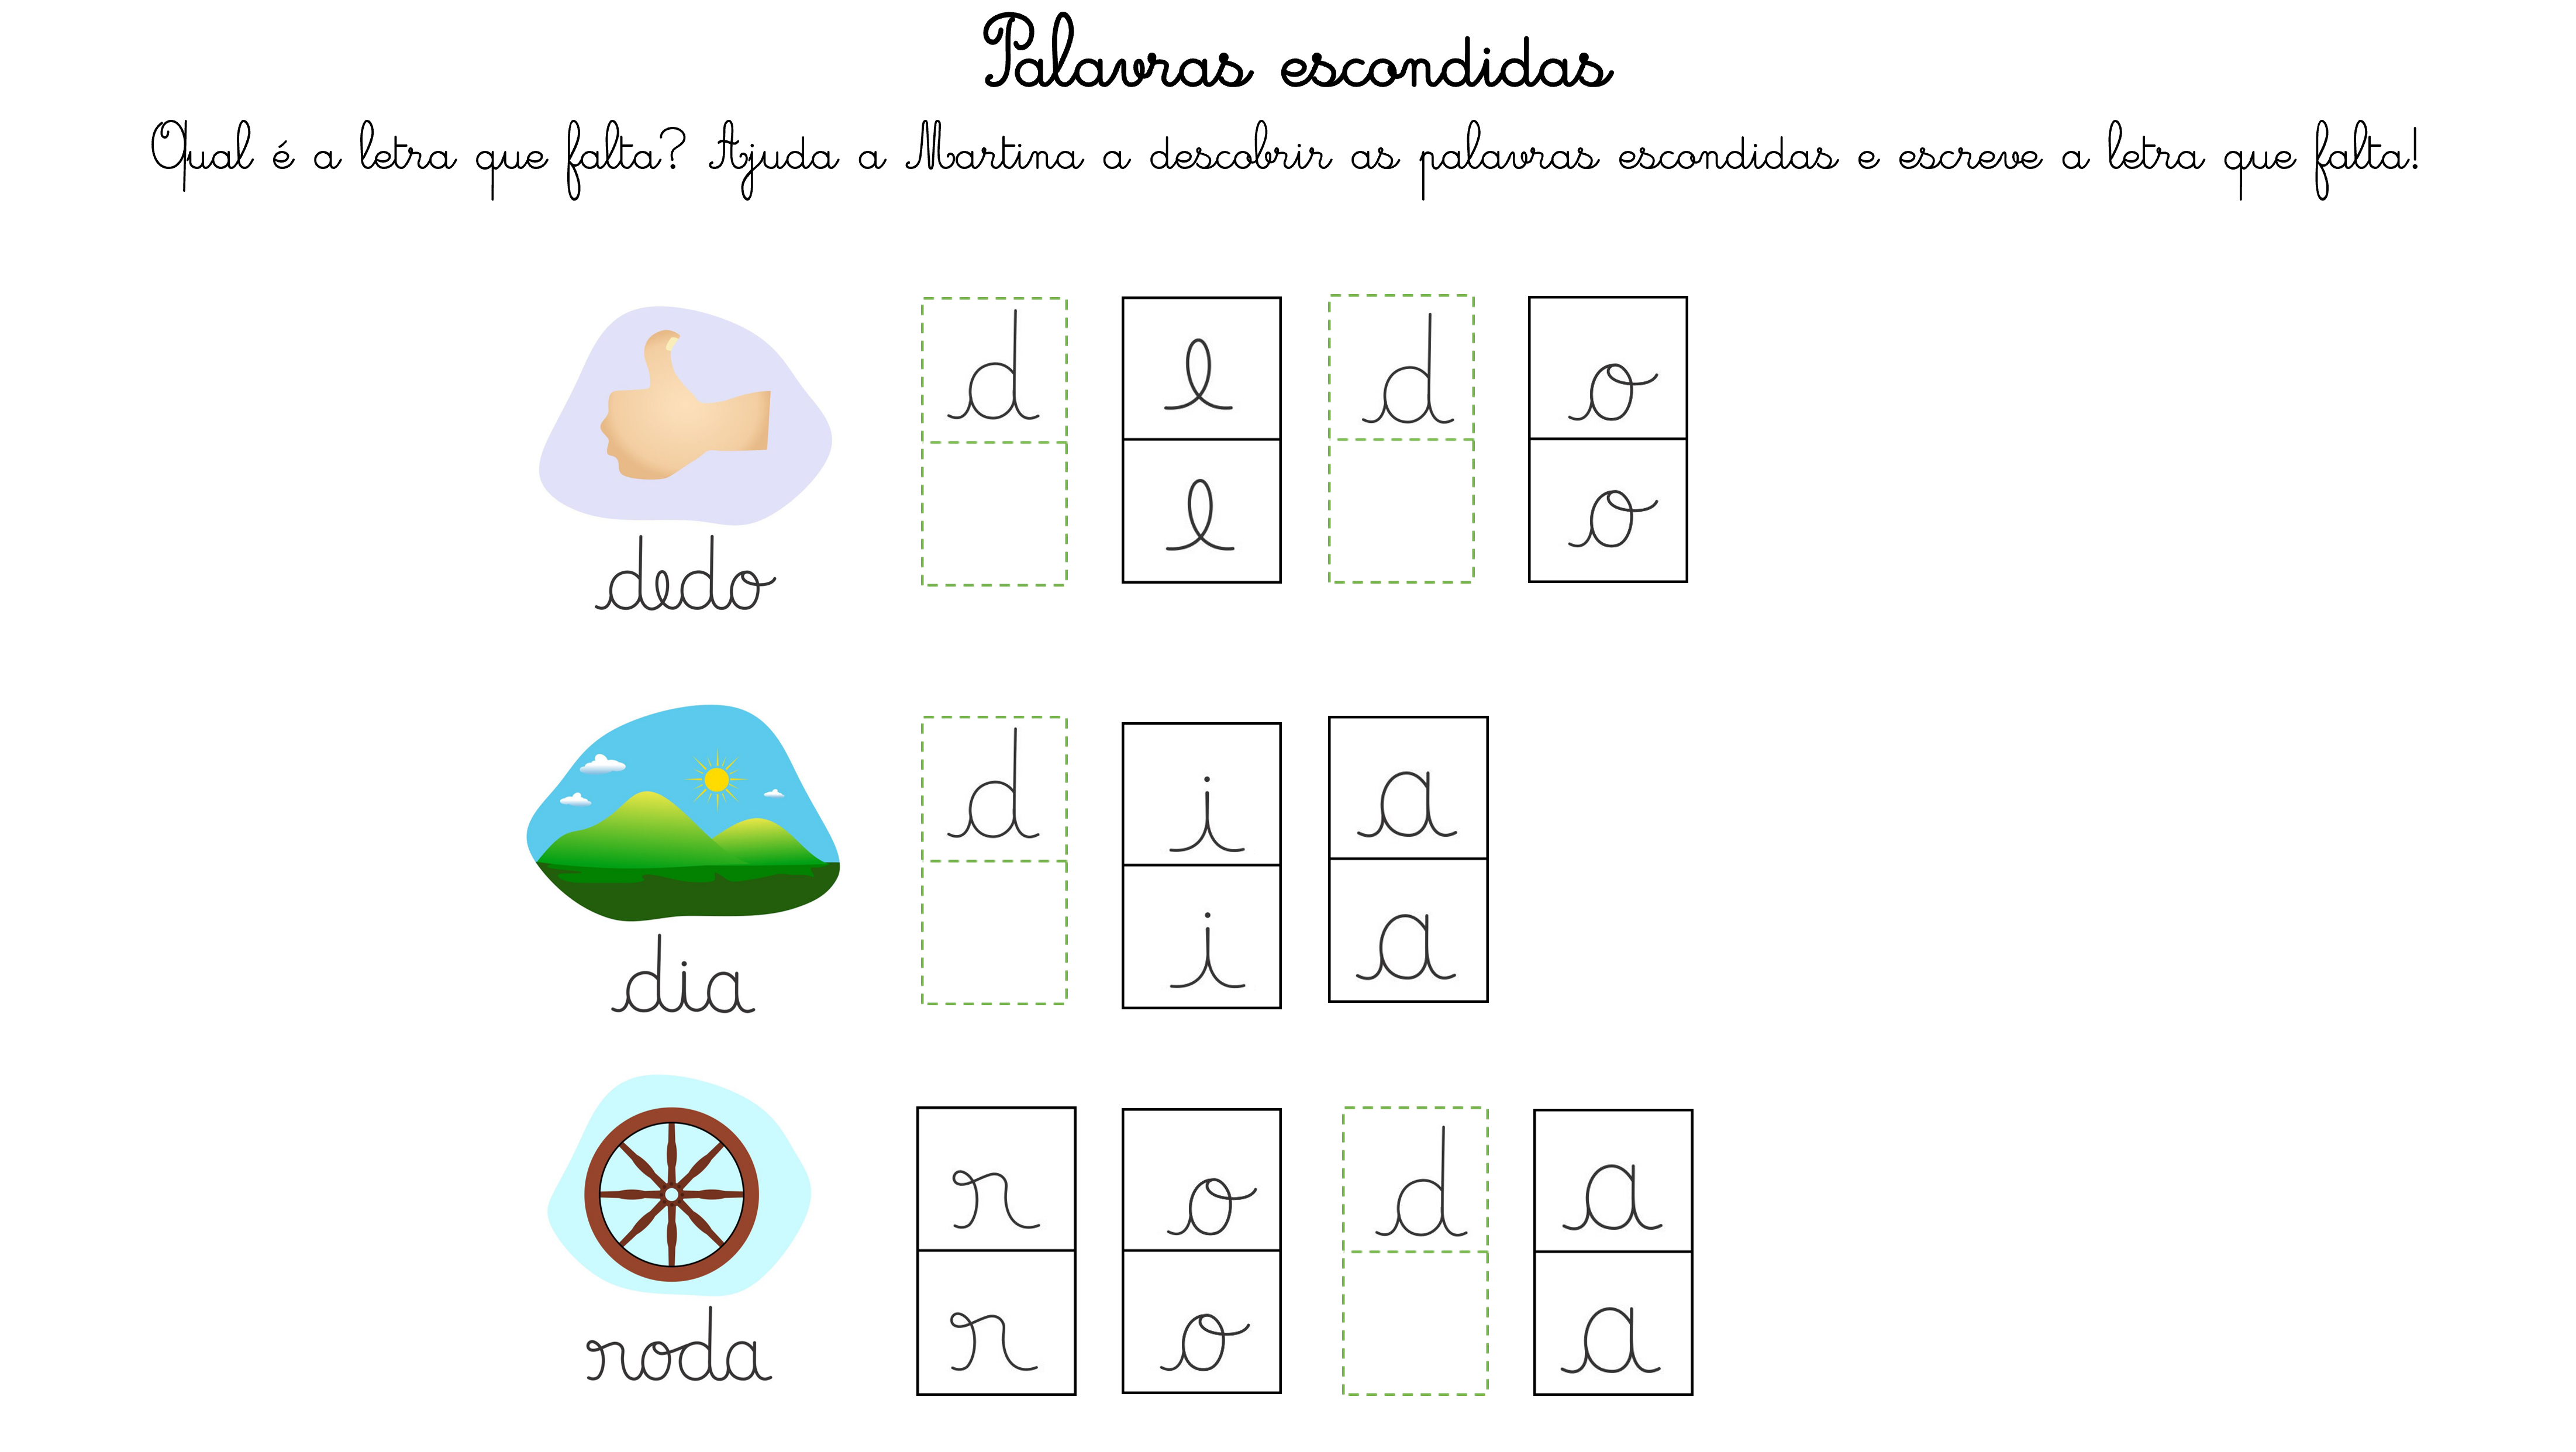 Palavras escondidas
Qual é a letra que falta? Ajuda a Martina a descobrir as palavras escondidas e escreve a letra que falta!
d e d o
e o
dedo
d i a
i a
dia
r o d a
r o a
roda